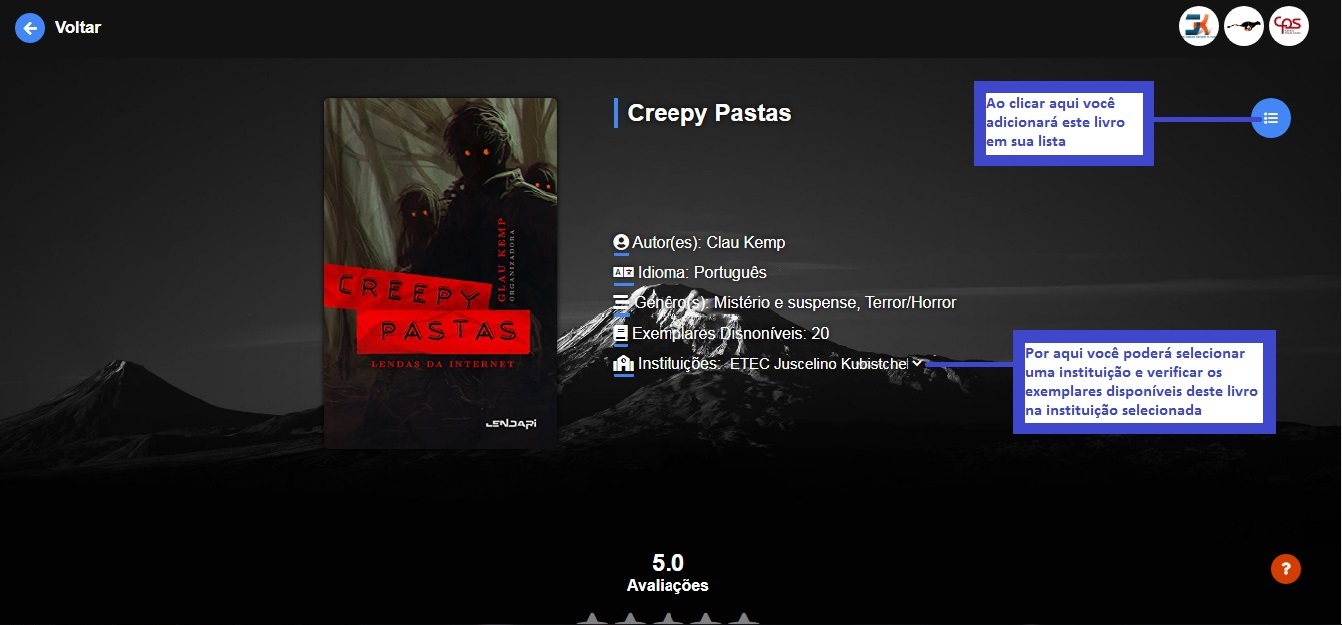 Voltar
CPS
Creepy Pastas
Ao clicar aqui você
adicionará este livro
em sua lista
GLAU KEMP
ORGANIZADORA
CREEPY
PASTAS
LENDAS DA INTERNET
LENDARI
Autor(es): Clau Kemp
Idioma: Português
Genêro(s): Mistério e suspense, Terror/Horror
Exemplares Disnoníveis: 20
Instituições: ETEC Juscelino Kubistchel
Por aqui você poderá selecionar
uma instituição e verificar os
exemplares disponíveis deste livro
na instituição selecionada
5.0
Avaliações
?